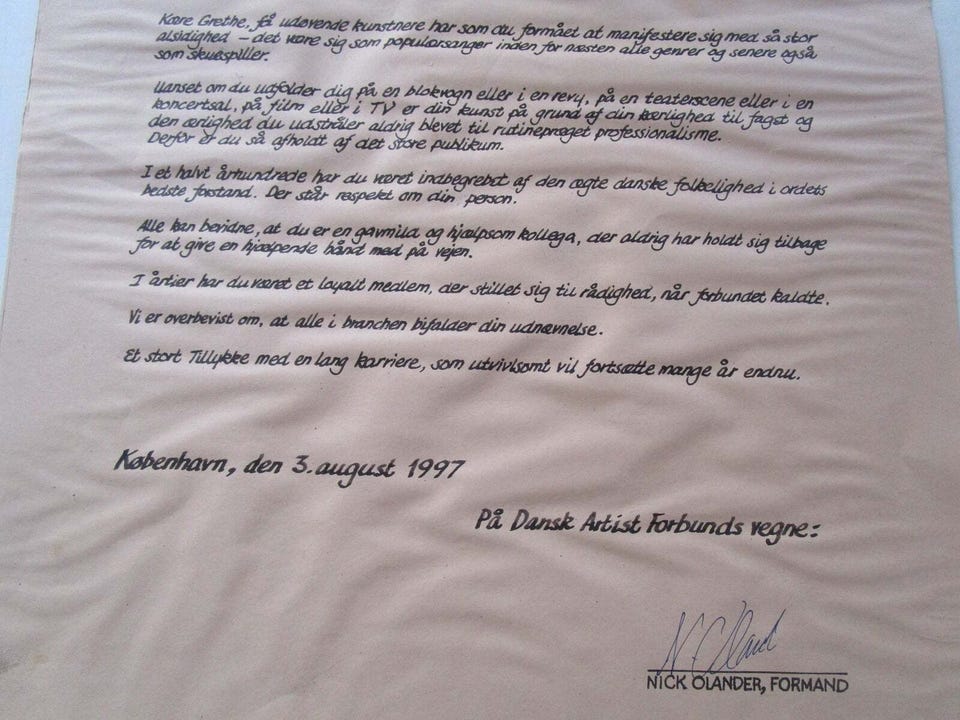 Kære Grethe, få udøvende kunstnere har som du formået at manifestere sig med så stor
alsidighed – det være sig som popularsanger inden for næsten alle genrer og senere også
som skuespiller.
Uanset om du udfolder dig på en blokvogn eller i en revy, på en teaterscene eller i en
koncertsal, på film eller i TV er din kunst på grund af din kærlighed til faget og
den ærlighed du udstråler aldrig blevet til rutinepræget professionalisme.
Derfor er du så afholdt af det store publikum.
I et halvt århundrede har du været indbegrebet af den ægte danske folkelighed i ordets
bedste forstand. Der står respekt om din person.
Alle kan bevidne, at du er en gavmild og hjælpsom kollega, der aldrig har holdt sig tilbage
for at give en hjælpende hånd med på vejen.
I årtier har du været et loyalt medlem, der stillet sig til rådighed, når forbundet kaldte.
Vi er overbevist om, at alle i branchen bifalder din udnævnelse.
Et stort Tillykke med en lang karriere, som utvivlsomt vil fortsætte mange år endnu.
København, den 3. august 1997
På Dansk Artist Forbunds vegne:
NICK ÖLANDER, FORMAND